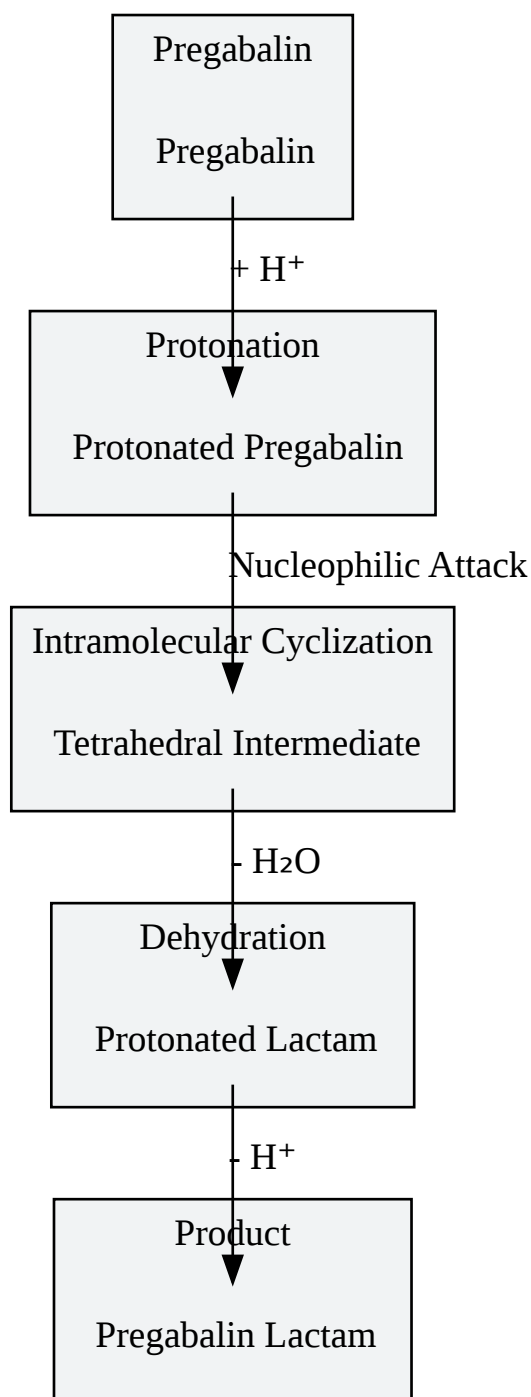 Pregabalin
Pregabalin
+ H⁺
Protonation
Protonated Pregabalin
Nucleophilic Attack
Intramolecular Cyclization
Tetrahedral Intermediate
- H₂O
Dehydration
Protonated Lactam
- H⁺
Product
Pregabalin Lactam